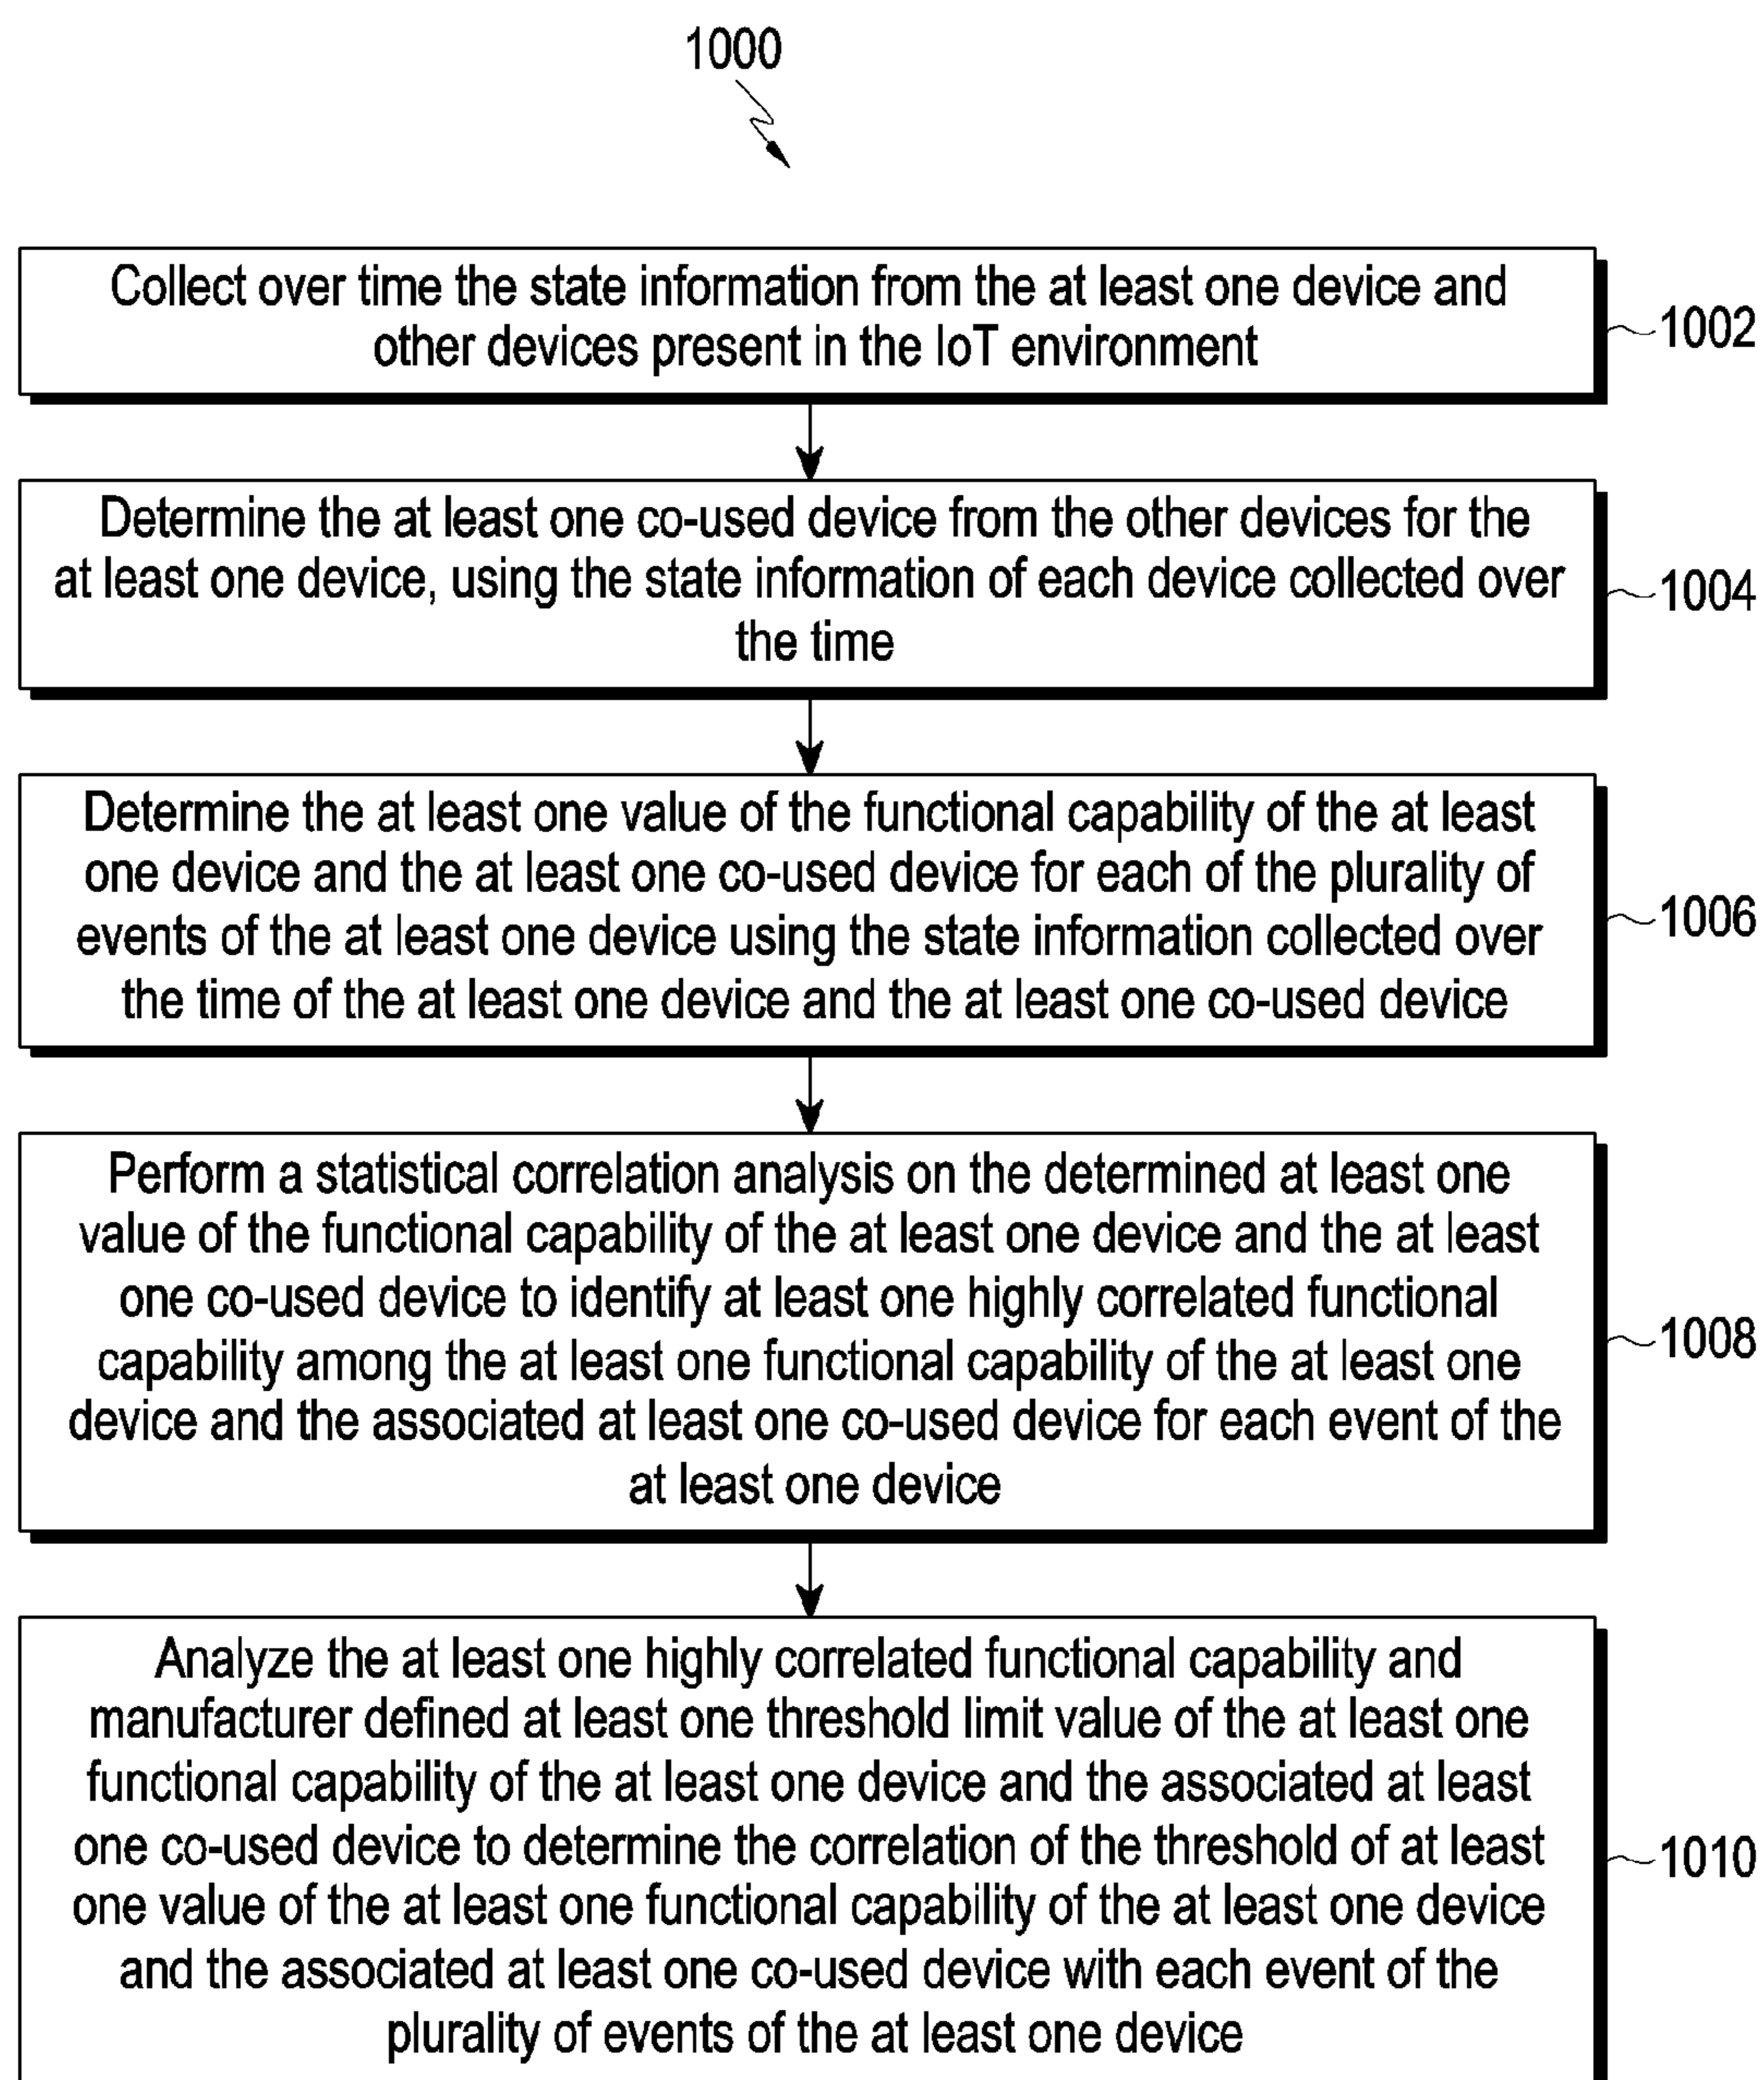 1000
Collect over time the state information from the at least one device and
other devices present in the IoT environment
1002
Determine the at least one co-used device from the other devices for the
at least one device, using the state information of each device collected over
the time
1004
Determine the at least one value of the functional capability of the at least
one device and the at least one co-used device for each of the plurality of
events of the at least one device using the state information collected over
the time of the at least one device and the at least one co-used device
1006
Perform a statistical correlation analysis on the determined at least one
value of the functional capability of the at least one device and the at least
one co-used device to identify at least one highly correlated functional
capability among the at least one functional capability of the at least one
device and the associated at least one co-used device for each event of the
at least one device
1008
Analyze the at least one highly correlated functional capability and
manufacturer defined at least one threshold limit value of the at least one
functional capability of the at least one device and the associated at least
one co-used device to determine the correlation of the threshold of at least
one value of the at least one functional capability of the at least one device
and the associated at least one co-used device with each event of the
plurality of events of the at least one device
1010